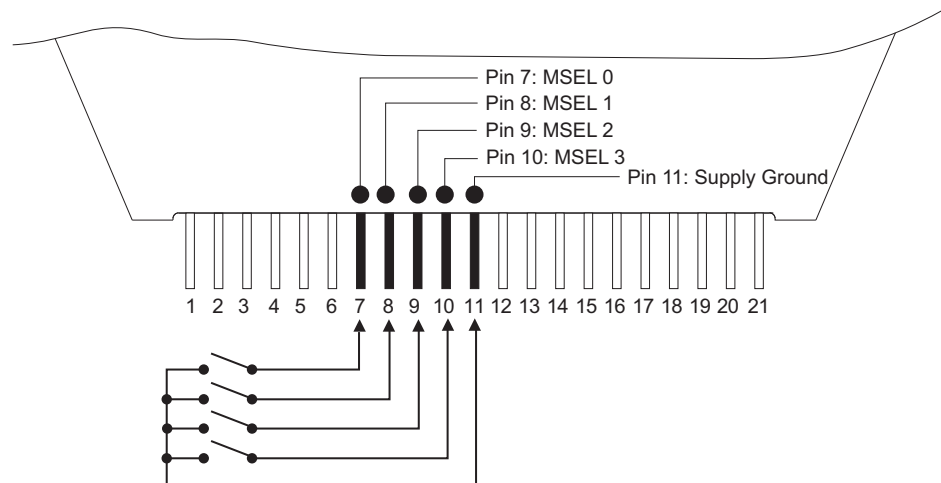 Pin 7: MSEL 0
Pin 8: MSEL 1
Pin 9: MSEL 2
Pin 10: MSEL 3
Pin 11: Supply Ground
1 2 3 4 5 6 7 8 9 10 11 12 13 14 15 16 17 18 19 20 21